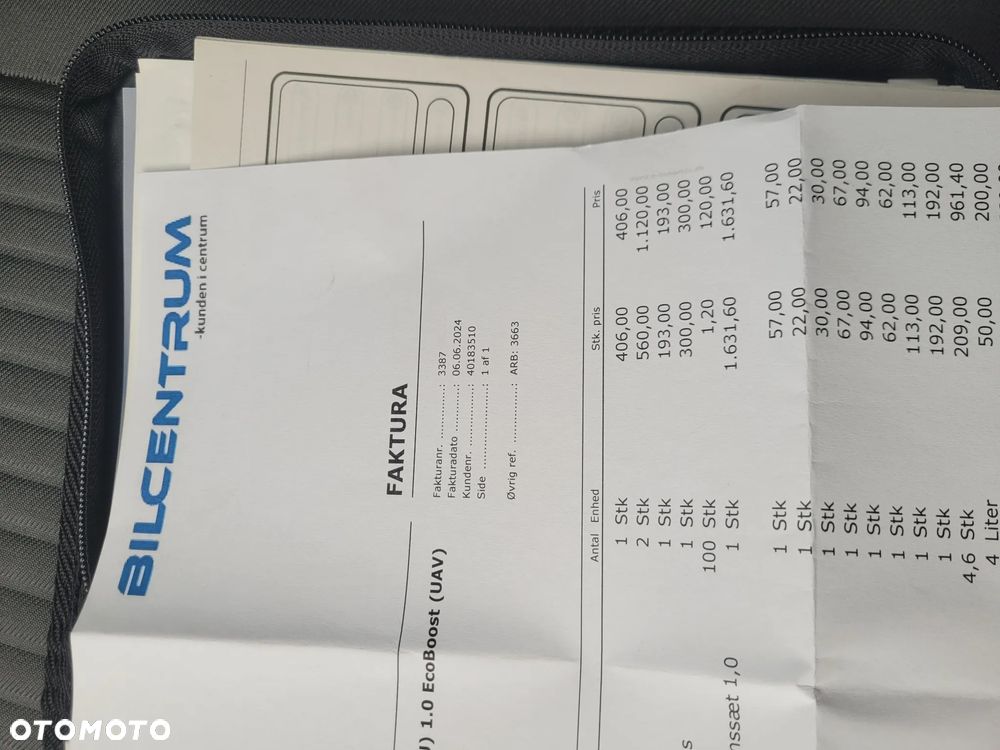 BILCENTRUM
-kunden i centrum
FAKTURA
Fakturanr. ...............: 3387
Fakturadato ............: 06.06.2024
Kundenr. ................: 40183510
Side ......................: 1 af 1
Øvrig ref. ...............: ARB: 3663
) 1.0 EcoBoost (UAV)
Antal Enhed Stk. pris Pris
1 Stk 406,00 406,00
2 Stk 560,00 1.120,00
1 Stk 193,00 193,00
1 Stk 300,00 300,00
100 Stk 1,20 120,00
nssæt 1,0 1 Stk 1.631,60 1.631,60
1 Stk 57,00 57,00
1 Stk 22,00 22,00
1 Stk 30,00 30,00
1 Stk 67,00 67,00
1 Stk 94,00 94,00
1 Stk 62,00 62,00
1 Stk 113,00 113,00
1 Stk 192,00 192,00
4,6 Stk 209,00 961,40
4 Liter 50,00 200,00
OTOMOTO